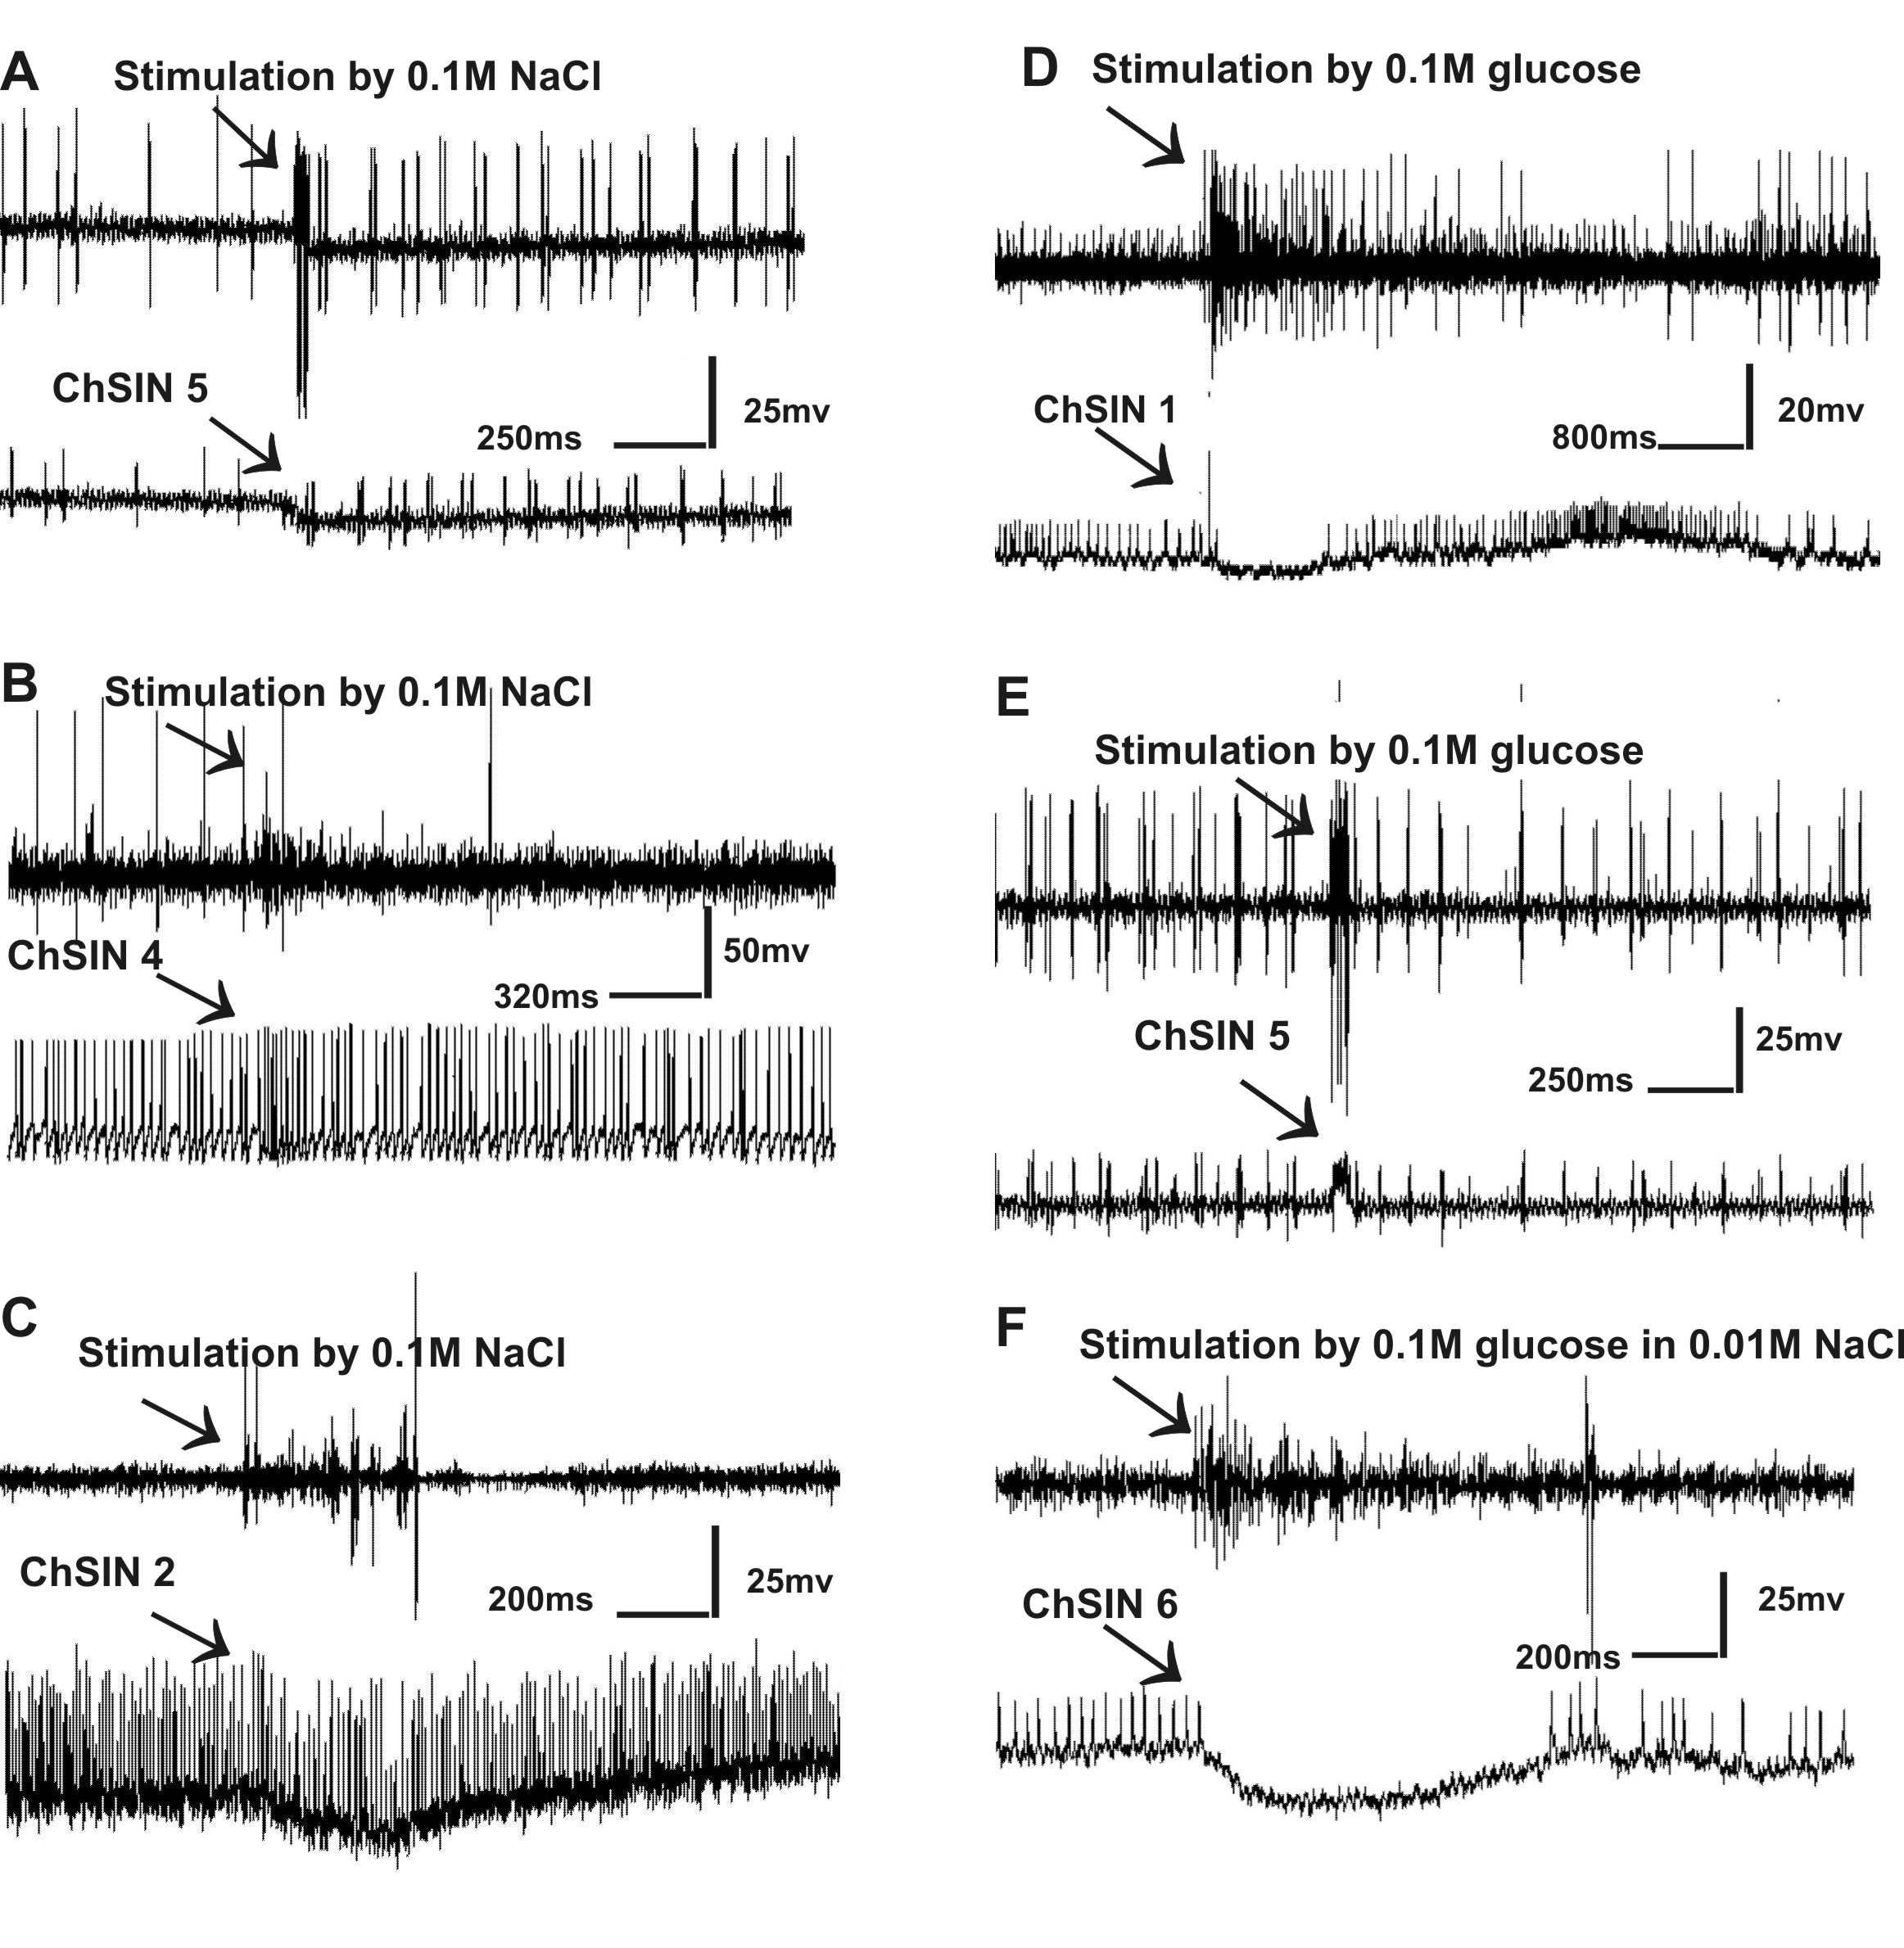 A
Stimulation by 0.1M NaCl
ChSIN 5
25mv
250ms
B
Stimulation by 0.1M NaCl
ChSIN 4
50mv
320ms
C
Stimulation by 0.1M NaCl
ChSIN 2
25mv
200ms
D
Stimulation by 0.1M glucose
ChSIN 1
20mv
800ms
E
Stimulation by 0.1M glucose
ChSIN 5
25mv
250ms
F
Stimulation by 0.1M glucose in 0.01M NaCl
ChSIN 6
25mv
200ms